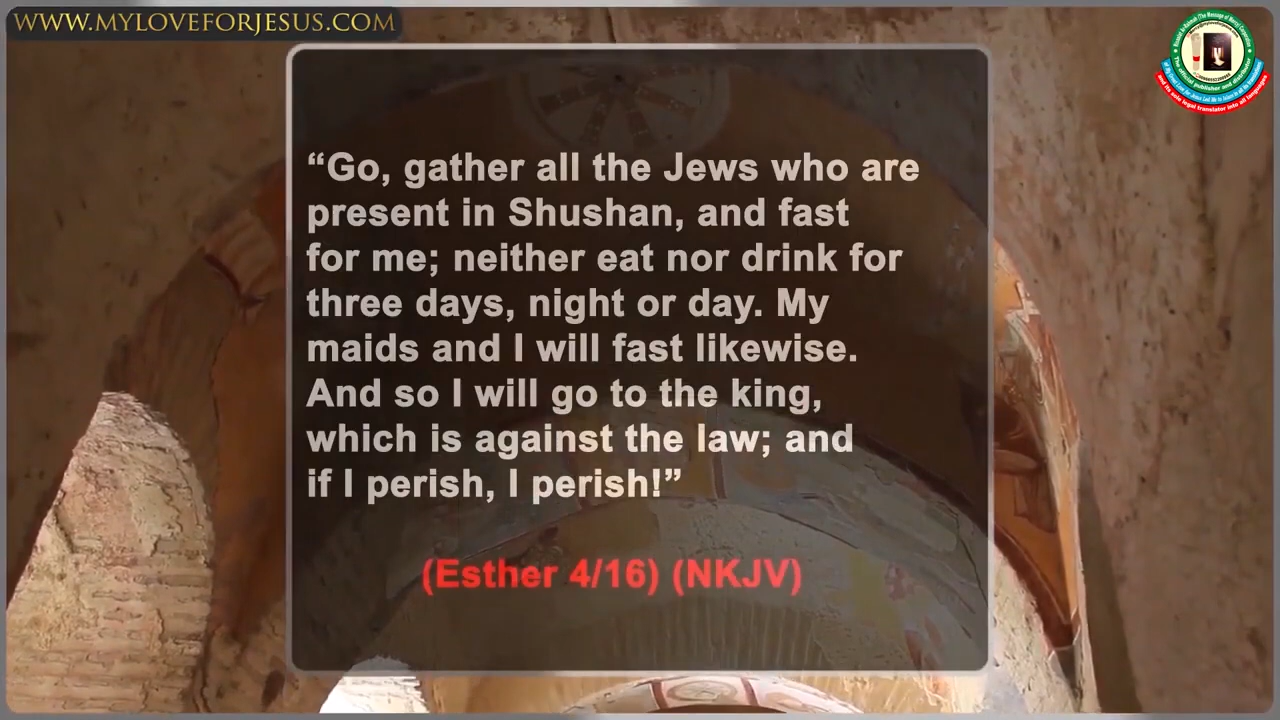 WWW.MYLOVEFORJESUS.COM
“Go, gather all the Jews who are
present in Shushan, and fast
for me; neither eat nor drink for
three days, night or day. My
maids and I will fast likewise.
And so I will go to the king,
which is against the law; and
if I perish, I perish!”
(Esther 4/16) (NKJV)